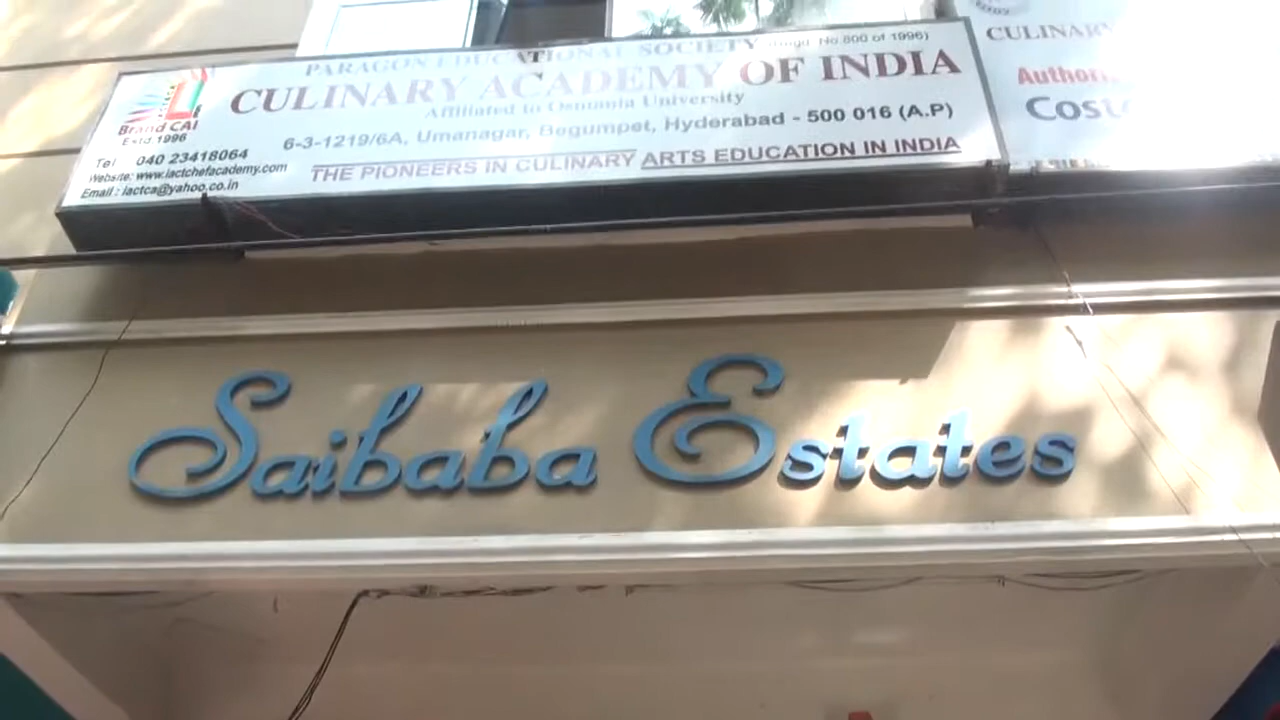 PARAGON EDUCATIONAL SOCIETY (Regd. No.800 of 1996)
CULINARY ACADEMY OF INDIA
Affiliated to Osmania University
6-3-1219/6A, Umanagar, Begumpet, Hyderabad - 500 016 (A.P)
THE PIONEERS IN CULINARY ARTS EDUCATION IN INDIA
Brand CAI
Estd.1996
Tel 040 23418064
Website: www.iactchefacademy.com
Email : iactca@yahoo.co.in
CULINARY
Saibaba Estates